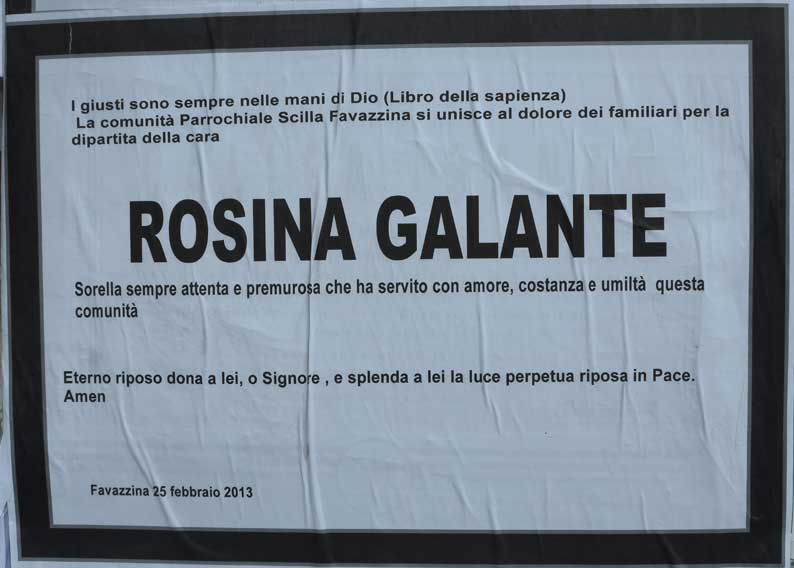 I giusti sono sempre nelle mani di Dio (Libro della sapienza)
La comunità Parrochiale Scilla Favazzina si unisce al dolore dei familiari per la
dipartita della cara
ROSINA GALANTE
Sorella sempre attenta e premurosa che ha servito con amore, costanza e umiltà questa
comunità
Eterno riposo dona a lei, o Signore , e splenda a lei la luce perpetua riposa in Pace.
Amen
Favazzina 25 febbraio 2013